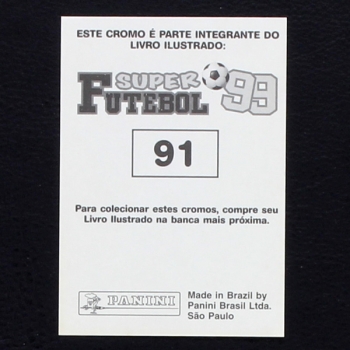 ESTE CROMO É PARTE INTEGRANTE DO
LIVRO ILUSTRADO:
SUPER
FUTEBOL 99
91
Para colecionar estes cromos, compre seu
Livro Ilustrado na banca mais próxima.
PANINI
Made in Brazil by
Panini Brasil Ltda.
São Paulo